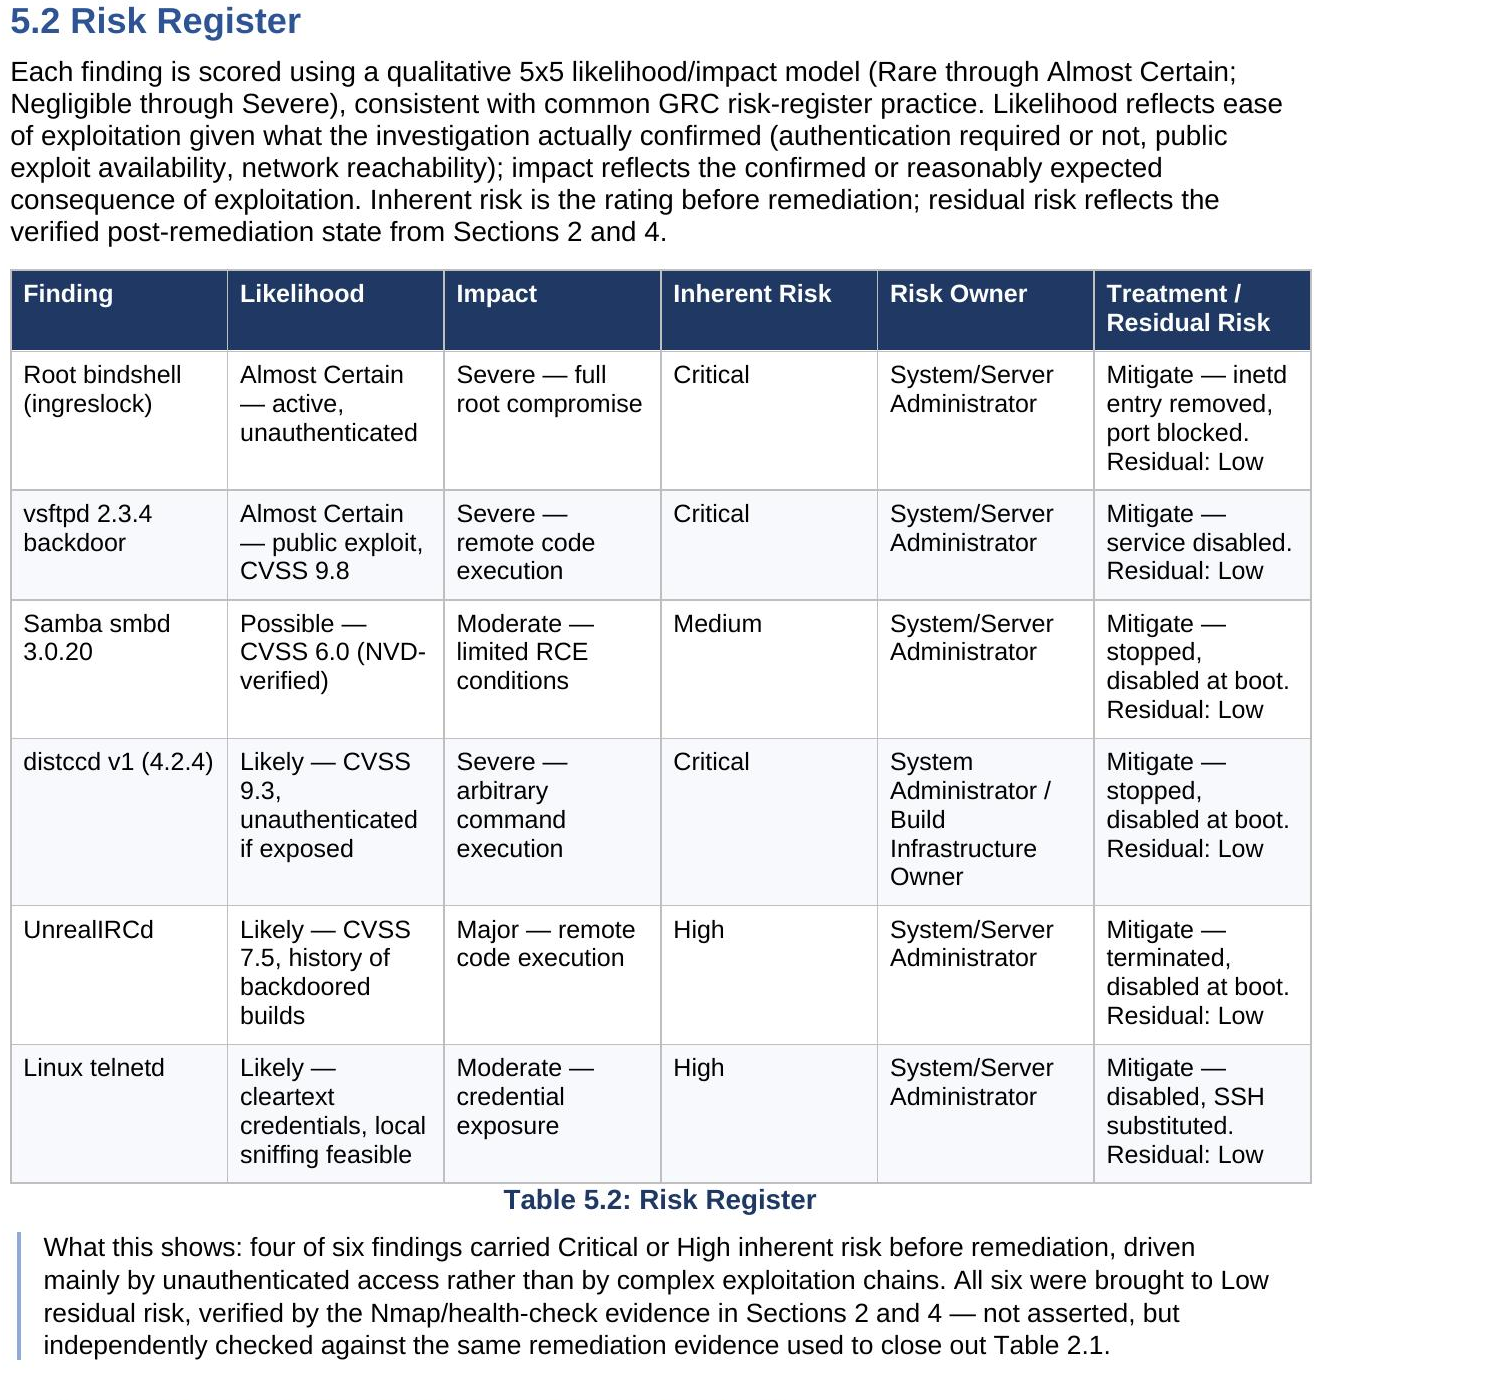 5.2 Risk Register
Each finding is scored using a qualitative 5x5 likelihood/impact model (Rare through Almost Certain;
Negligible through Severe), consistent with common GRC risk-register practice. Likelihood reflects ease
of exploitation given what the investigation actually confirmed (authentication required or not, public
exploit availability, network reachability); impact reflects the confirmed or reasonably expected
consequence of exploitation. Inherent risk is the rating before remediation; residual risk reflects the
verified post-remediation state from Sections 2 and 4.
Finding
Likelihood
Impact
Inherent Risk
Risk Owner
Treatment /
Residual Risk
Root bindshell
(ingreslock)
Almost Certain
— active,
unauthenticated
Severe — full
root compromise
Critical
System/Server
Administrator
Mitigate — inetd
entry removed,
port blocked.
Residual: Low
vsftpd 2.3.4
backdoor
Almost Certain
— public exploit,
CVSS 9.8
Severe —
remote code
execution
Critical
System/Server
Administrator
Mitigate —
service disabled.
Residual: Low
Samba smbd
3.0.20
Possible —
CVSS 6.0 (NVD-
verified)
Moderate —
limited RCE
conditions
Medium
System/Server
Administrator
Mitigate —
stopped,
disabled at boot.
Residual: Low
distccd v1 (4.2.4)
Likely — CVSS
9.3,
unauthenticated
if exposed
Severe —
arbitrary
command
execution
Critical
System
Administrator /
Build
Infrastructure
Owner
Mitigate —
stopped,
disabled at boot.
Residual: Low
UnrealIRCd
Likely — CVSS
7.5, history of
backdoored
builds
Major — remote
code execution
High
System/Server
Administrator
Mitigate —
terminated,
disabled at boot.
Residual: Low
Linux telnetd
Likely —
cleartext
credentials, local
sniffing feasible
Moderate —
credential
exposure
High
System/Server
Administrator
Mitigate —
disabled, SSH
substituted.
Residual: Low
Table 5.2: Risk Register
What this shows: four of six findings carried Critical or High inherent risk before remediation, driven
mainly by unauthenticated access rather than by complex exploitation chains. All six were brought to Low
residual risk, verified by the Nmap/health-check evidence in Sections 2 and 4 — not asserted, but
independently checked against the same remediation evidence used to close out Table 2.1.